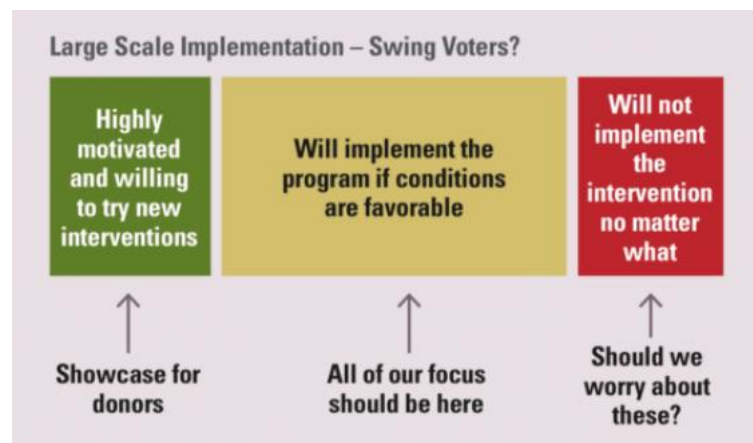 Large Scale Implementation – Swing Voters?
Highly
motivated
and willing
to try new
interventions
Will implement the
program if conditions
are favorable
Will not
implement
the
intervention
no matter
what
Showcase for
donors
All of our focus
should be here
Should we
worry about
these?